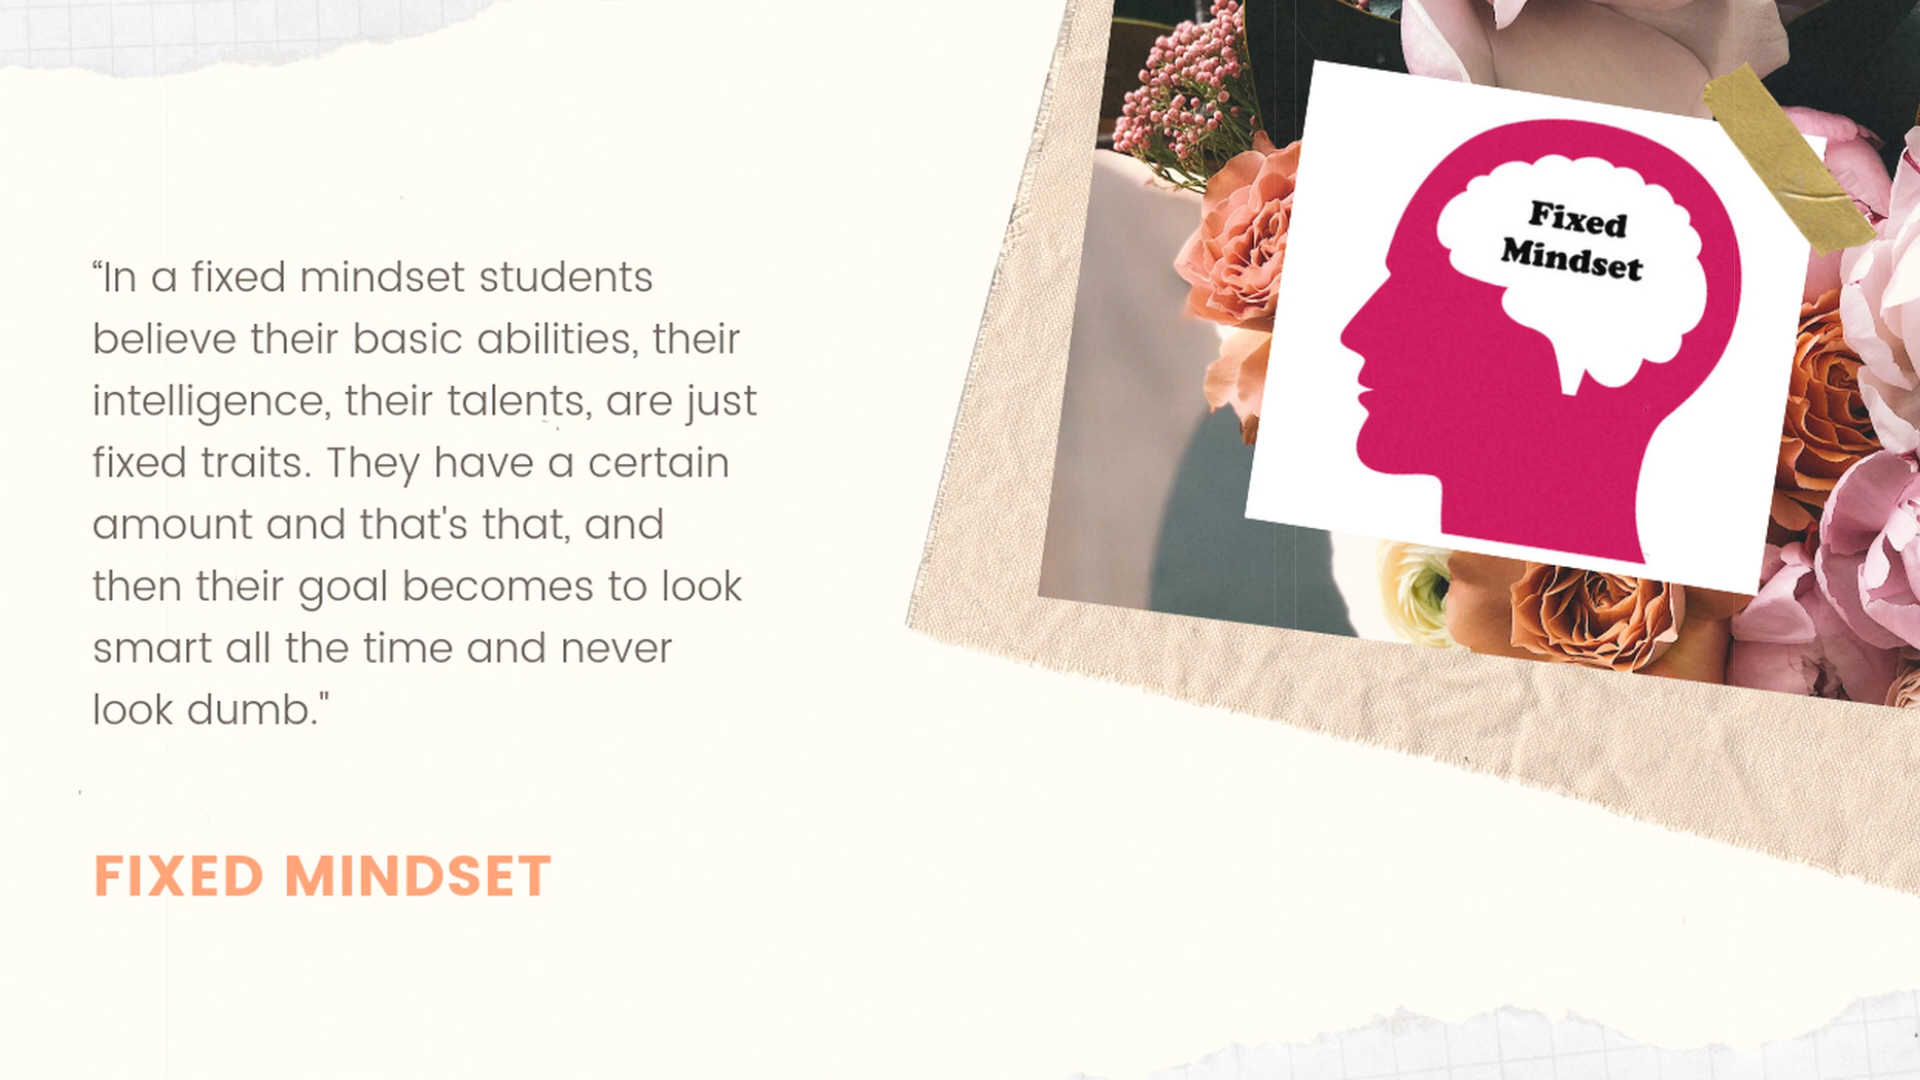 “In a fixed mindset students
believe their basic abilities, their
intelligence, their talents, are just
fixed traits. They have a certain
amount and that's that, and
then their goal becomes to look
smart all the time and never
look dumb."
FIXED MINDSET
Fixed
Mindset